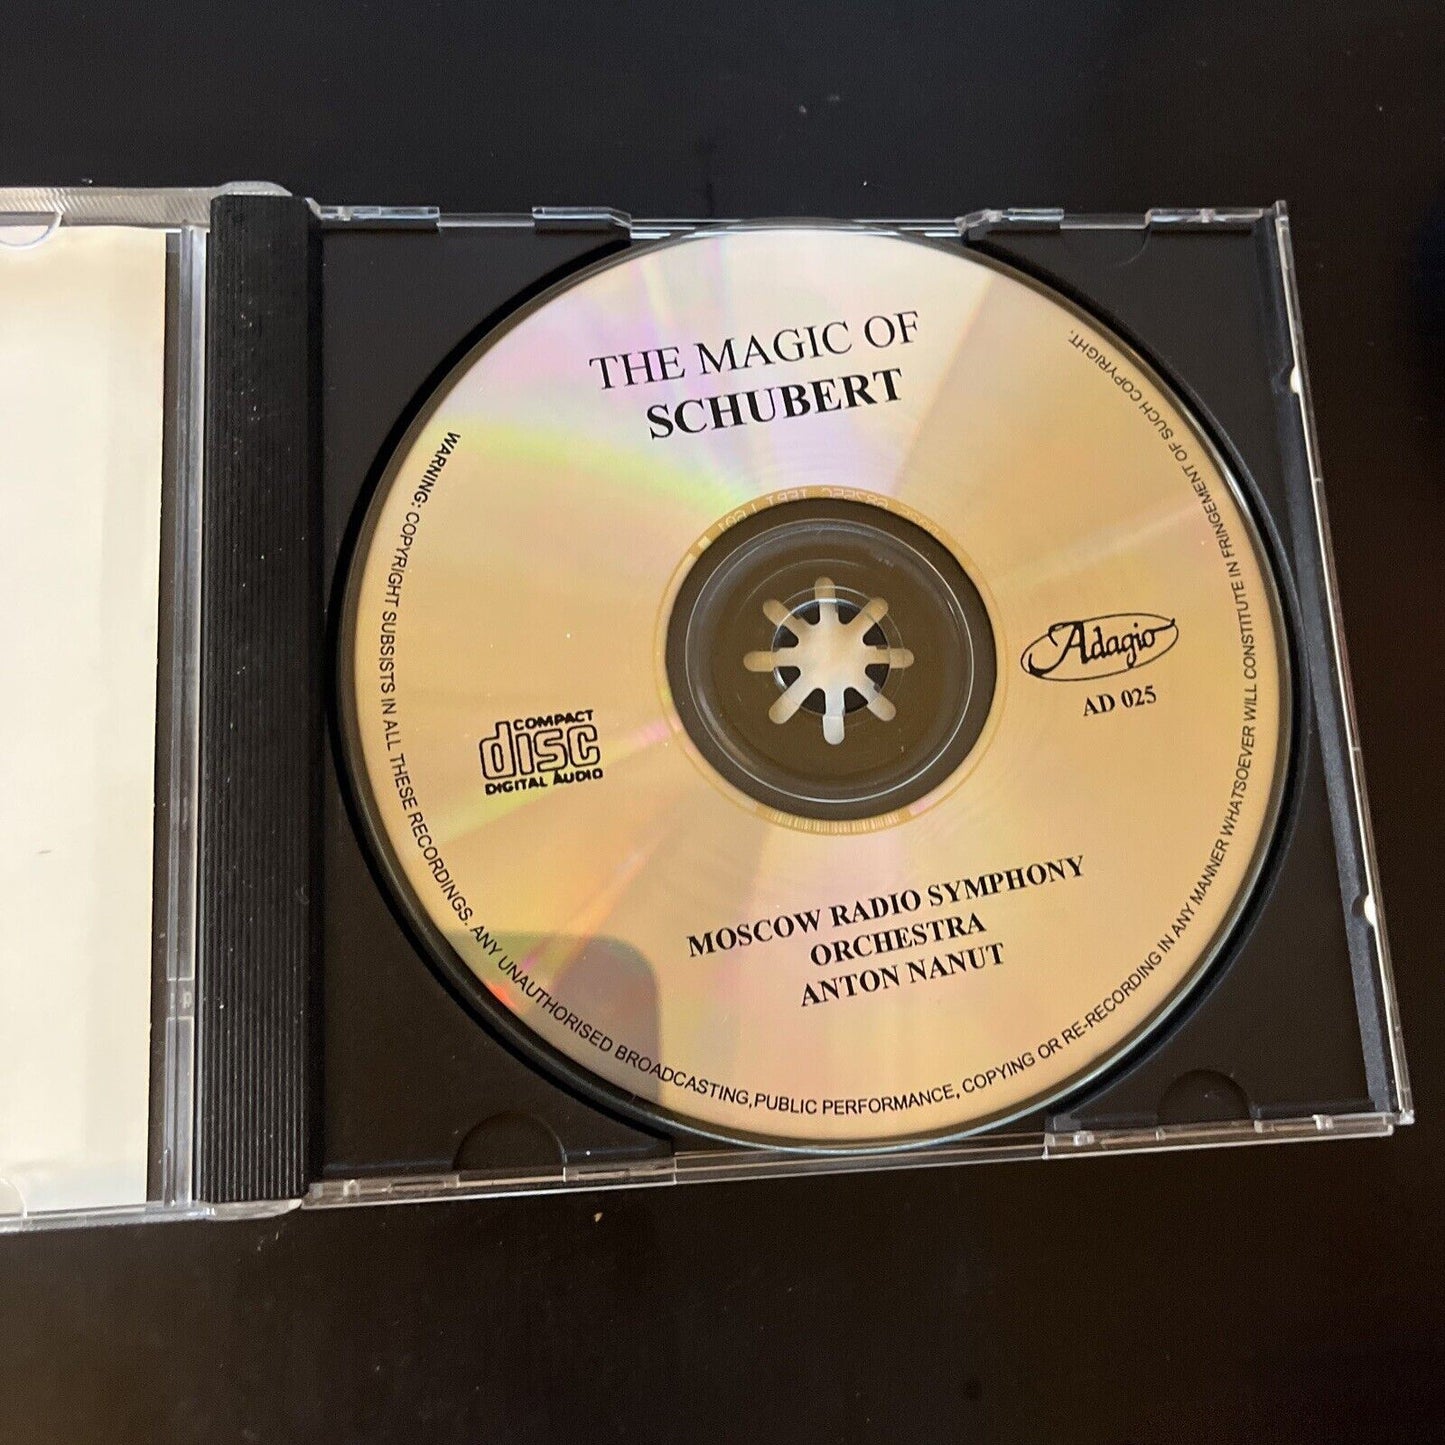 THE MAGIC OF
SCHUBERT
Adagio
AD 025
COMPACT
disc
DIGITAL AUDIO
MOSCOW RADIO SYMPHONY
ORCHESTRA
ANTON NANUT
WARNING: COPYRIGHT SUBSISTS IN ALL THESE RECORDINGS. ANY UNAUTHORISED BROADCASTING,PUBLIC PERFORMANCE, COPYING OR RE-RECORDING IN ANY MANNER WHATSOEVER WILL CONSTITUTE IN FRINGEMENT OF SUCH COPYRIGHT.